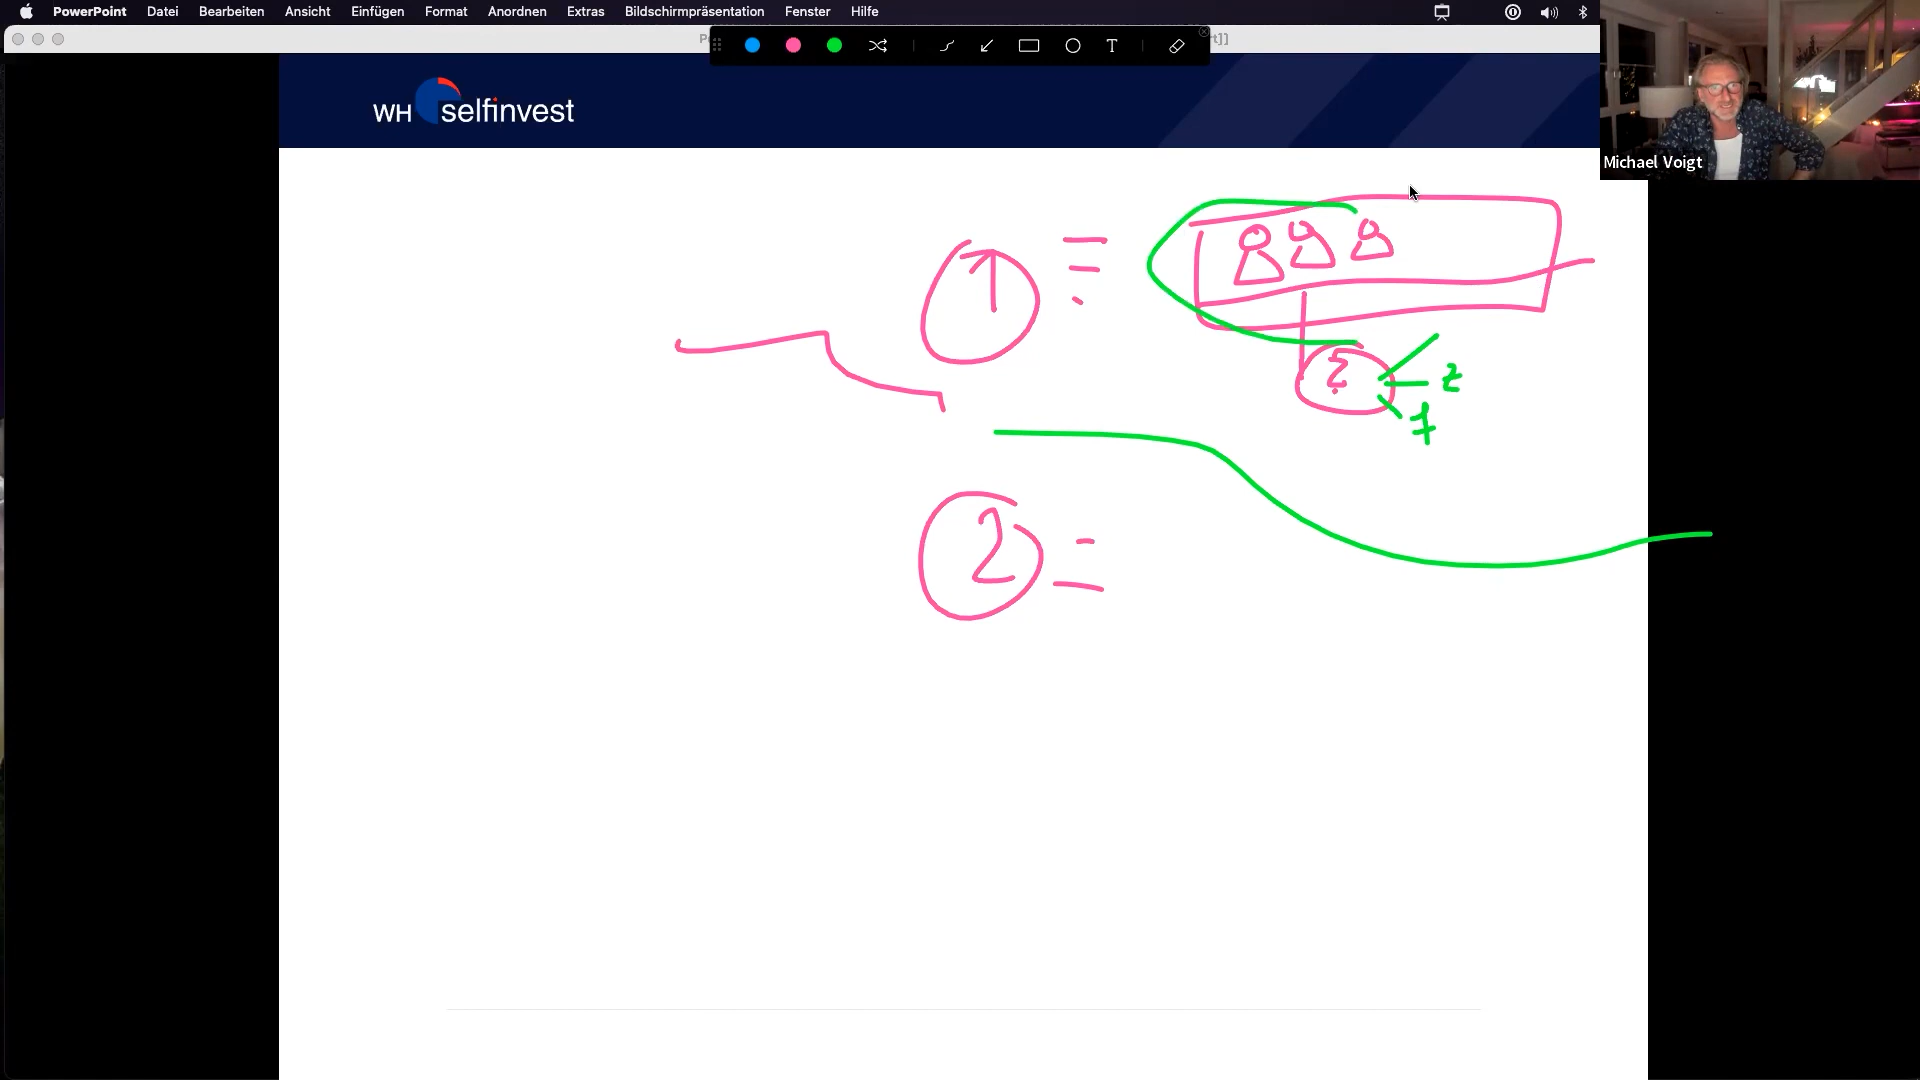 PowerPoint Datei Bearbeiten Ansicht Einfügen Format Anordnen Extras Bildschirmpräsentation Fenster Hilfe
T
WH selfinvest
Michael Voigt
1
?
2